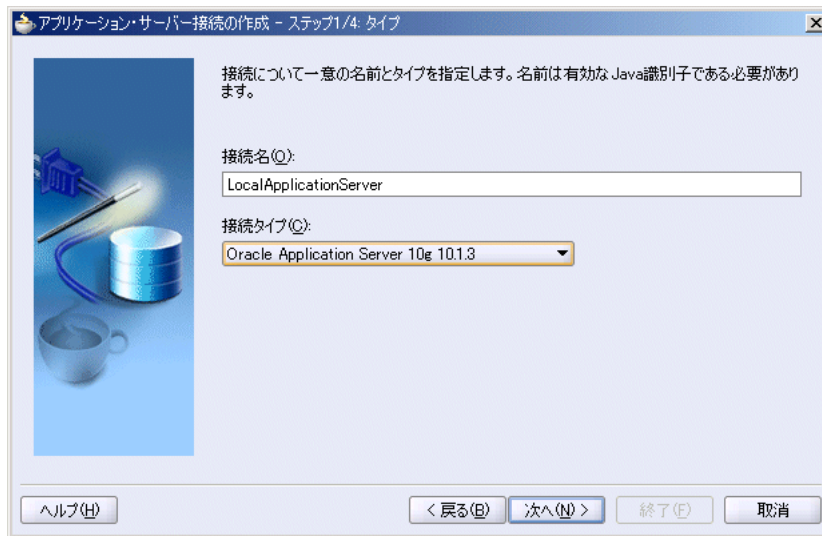 アプリケーション・サーバー接続の作成 - ステップ1/4: タイプ
接続について一意の名前とタイプを指定します。名前は有効なJava識別子である必要があり
ます。
接続名(O):
LocalApplicationServer
接続タイプ(C):
Oracle Application Server 10g 10.1.3
ヘルプ(H)
< 戻る(B)
次へ(N) >
終了(F)
取消